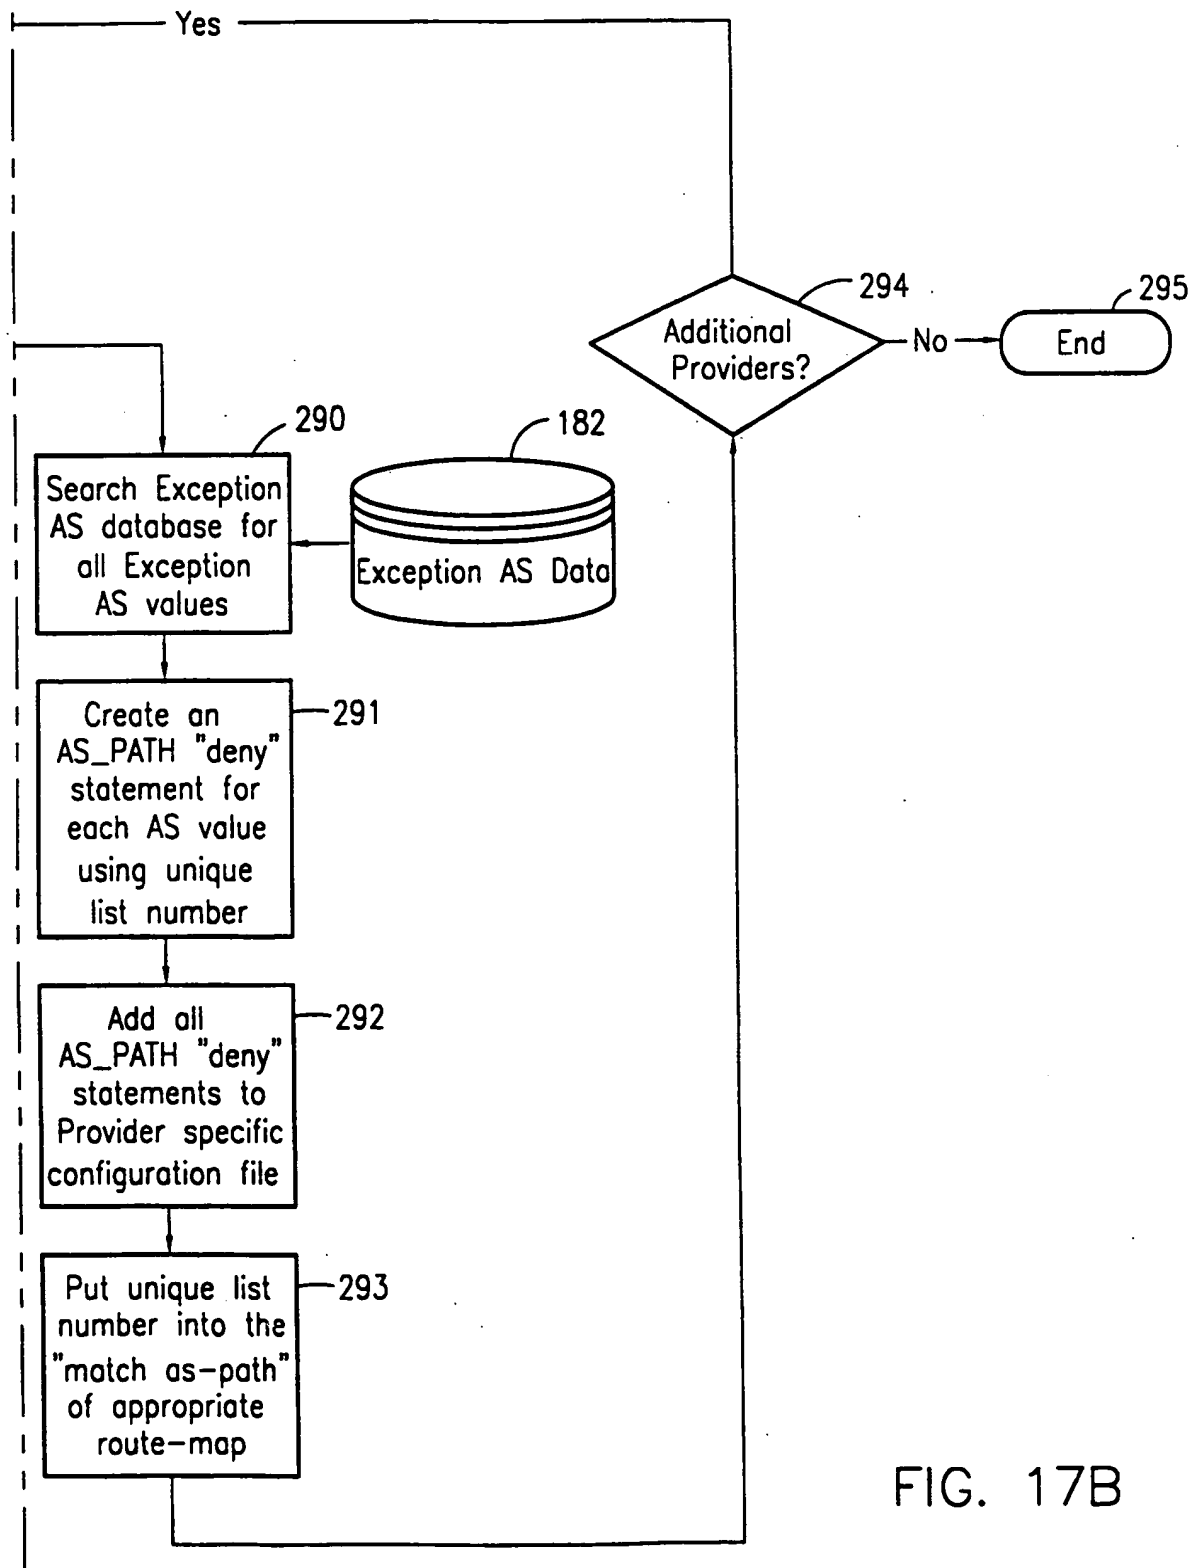 Yes
294
Additional
Providers?
No
295
End
290
Search Exception
AS database for
all Exception
AS values
182
Exception AS Data
291
Create an
AS_PATH "deny"
statement for
each AS value
using unique
list number
292
Add all
AS_PATH "deny"
statements to
Provider specific
configuration file
293
Put unique list
number into the
"match as-path"
of appropriate
route-map
FIG. 17B